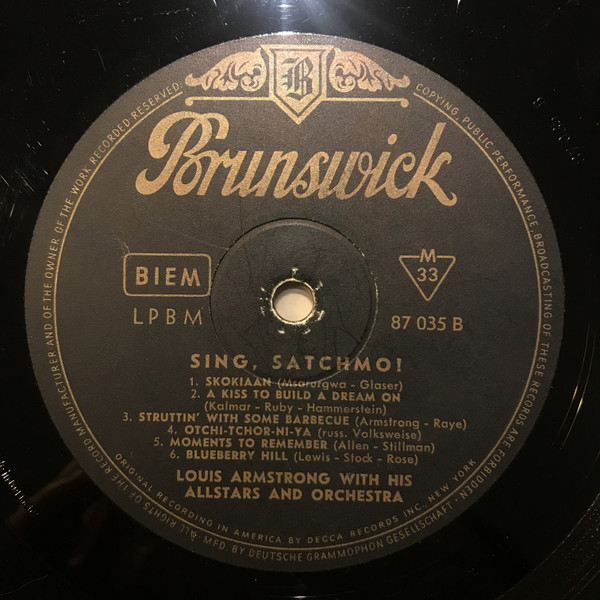 B
Brunswick
BIEM
LPBM
M
33
87 035 B
SING, SATCHMO!
1. SKOKIAAN (Msarurgwa - Glaser)
2. A KISS TO BUILD A DREAM ON
(Kalmar - Ruby - Hammerstein)
3. STRUTTIN' WITH SOME BARBECUE (Armstrong - Raye)
4. OTCHI-TCHOR-NI-YA (russ. Volksweise)
5. MOMENTS TO REMEMBER (Allen - Stillman)
6. BLUEBERRY HILL (Lewis - Stock - Rose)
LOUIS ARMSTRONG WITH HIS
ALLSTARS AND ORCHESTRA
ORIGINAL RECORDING IN AMERICA BY DECCA RECORDS INC., NEW YORK
ALL RIGHTS OF THE RECORD MANUFACTURER AND OF THE OWNER OF THE WORK RECORDED RESERVED. COPYING, PUBLIC PERFORMANCE, BROADCASTING OF THESE RECORDS ARE FORBIDDEN
· MFD. BY DEUTSCHE GRAMMOPHON GESELLSCHAFT ·